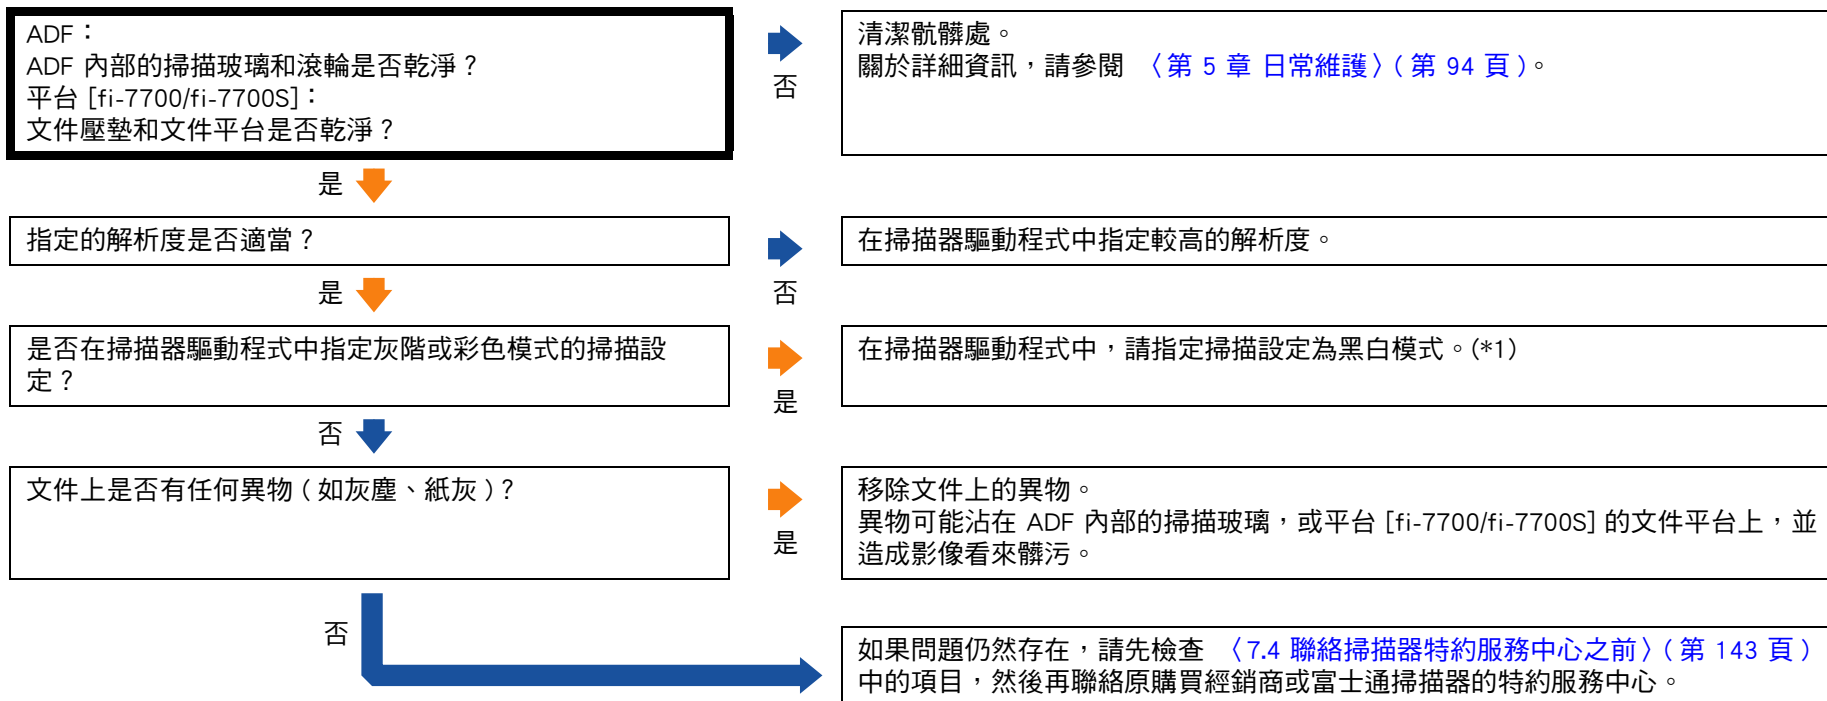 ADF：
ADF 內部的掃描玻璃和滾輪是否乾淨？
平台 [fi-7700/fi-7700S]：
文件壓墊和文件平台是否乾淨？
否
清潔骯髒處。
關於詳細資訊，請參閱 〈第 5 章 日常維護〉( 第 94 頁 )。
是
指定的解析度是否適當？
否
在掃描器驅動程式中指定較高的解析度。
是
是否在掃描器驅動程式中指定灰階或彩色模式的掃描設
定？
是
在掃描器驅動程式中，請指定掃描設定為黑白模式。(*1)
否
文件上是否有任何異物 ( 如灰塵、紙灰 )？
是
移除文件上的異物。
異物可能沾在 ADF 內部的掃描玻璃，或平台 [fi-7700/fi-7700S] 的文件平台上，並
造成影像看來髒污。
否
如果問題仍然存在，請先檢查 〈7.4 聯絡掃描器特約服務中心之前〉( 第 143 頁 )
中的項目，然後再聯絡原購買經銷商或富士通掃描器的特約服務中心。